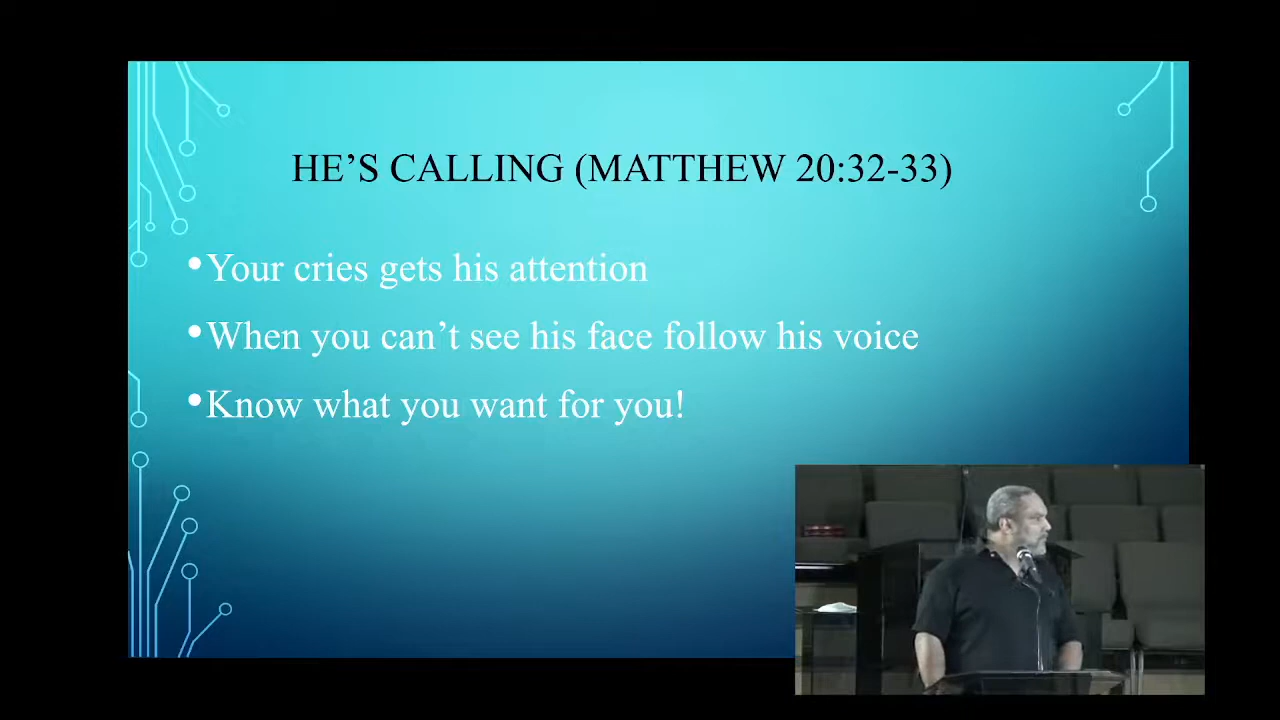 HE’S CALLING (MATTHEW 20:32-33)
•Your cries gets his attention
•When you can’t see his face follow his voice
•Know what you want for you!